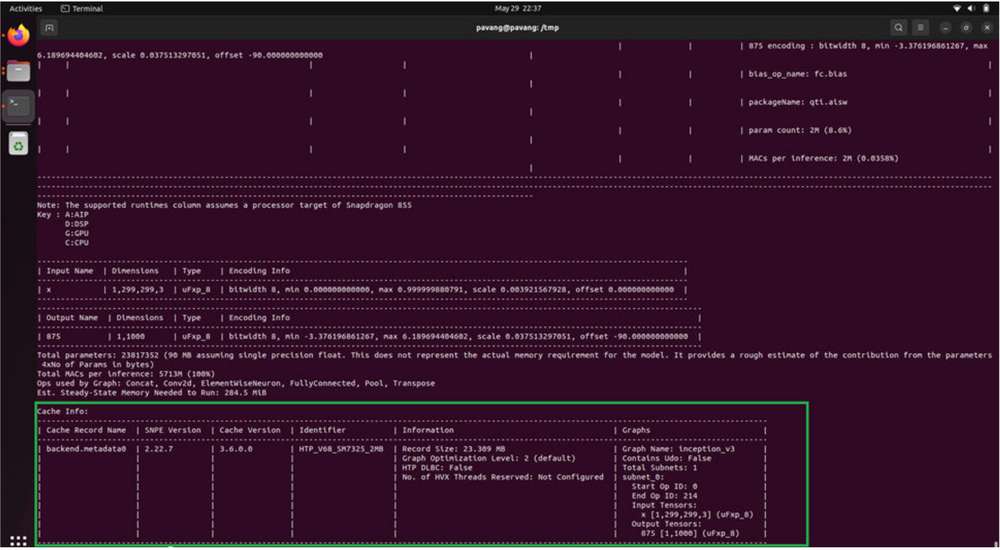 Activities Terminal May 29 22:37
pavang@pavang: /tmp
| | | 875 encoding : bitwidth 8, min -3.376196861267, max
6.189694404602, scale 0.037513297051, offset -90.000000000000 |
| | | | |
| | | bias_op_name: fc.bias
|
| | | | |
| | | packageName: qti.aisw
|
| | | | |
| | | param count: 2M (8.6%)
|
| | | | |
| | | MACs per inference: 2M (0.0358%)
|
Note: The supported runtimes column assumes a processor target of Snapdragon 855
Key : A:AIP
D:DSP
G:GPU
C:CPU
| Input Name | Dimensions | Type | Encoding Info |
| x | 1,299,299,3 | uFxp_8 | bitwidth 8, min 0.000000000000, max 0.999999880791, scale 0.003921567928, offset 0.000000000000 |
| Output Name | Dimensions | Type | Encoding Info |
| 875 | 1,1000 | uFxp_8 | bitwidth 8, min -3.376196861267, max 6.189694404602, scale 0.037513297051, offset -90.000000000000 |
Total parameters: 23817352 (90 MB assuming single precision float. This does not represent the actual memory requirement for the model. It provides a rough estimate of the contribution from the parameters
4xNo of Params in bytes)
Total MACs per inference: 5713M (100%)
Ops used by Graph: Concat, Conv2d, ElementWiseNeuron, FullyConnected, Pool, Transpose
Est. Steady-State Memory Needed to Run: 284.5 MiB
Cache Info:
| Cache Record Name | SNPE Version | Cache Version | Identifier | Information | Graphs |
| backend.metadata0 | 2.22.7 | 3.6.0.0 | HTP_V68_SM7325_2MB | Record Size: 23.309 MB | Graph Name: inception_v3 |
| | | | | Graph Optimization Level: 2 (default) | Contains Udo: False |
| | | | | HTP DLBC: False | Total Subnets: 1 |
| | | | | No. of HVX Threads Reserved: Not Configured | subnet_0: |
| | | | | | Start Op ID: 0 |
| | | | | | End Op ID: 214 |
| | | | | | Input Tensors: |
| | | | | | x [1,299,299,3] (uFxp_8) |
| | | | | | Output Tensors: |
| | | | | | 875 [1,1000] (uFxp_8) |